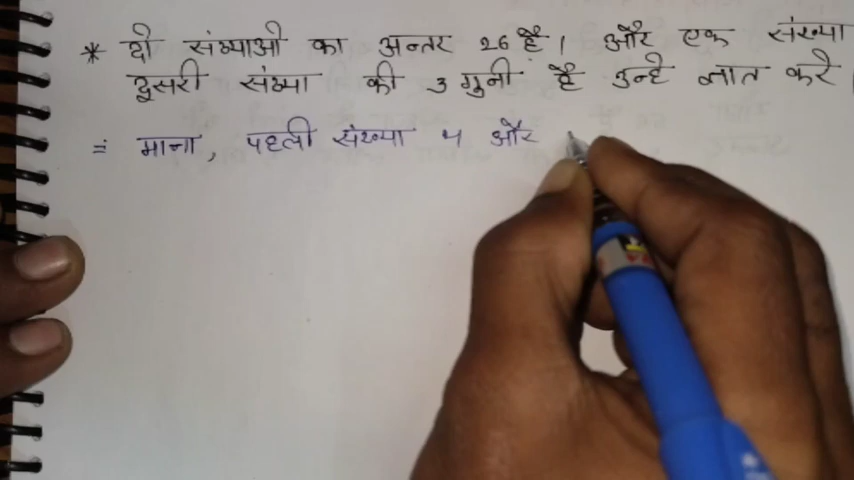 * दो संख्याओ का अन्तर 26 है। और एक संख्या
दूसरी संख्या की 3 गुनी है उन्हे ज्ञात करे।
= माना, पहली संख्या y और